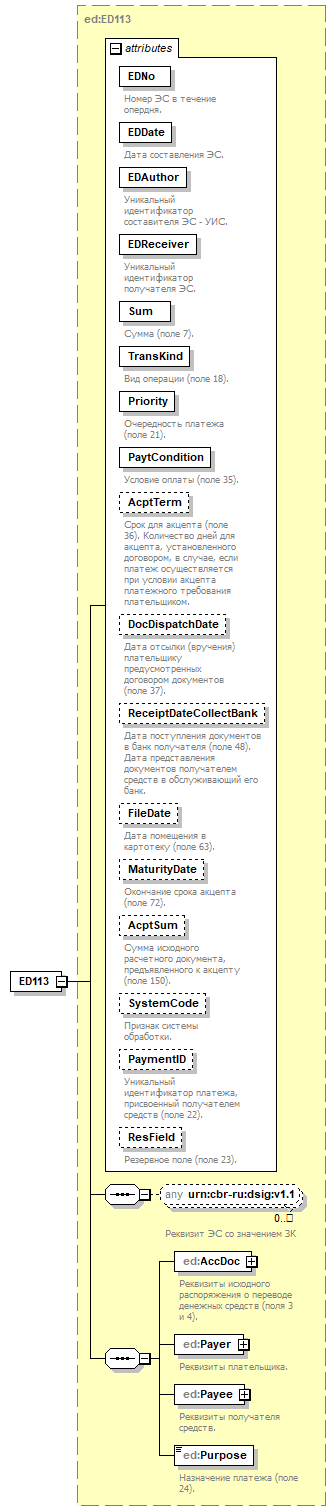 ed:ED113
attributes
EDNo
Номер ЭС в течение
опердня.
EDDate
Дата составления ЭС.
EDAuthor
Уникальный
идентификатор
составителя ЭС - УИС.
EDReceiver
Уникальный
идентификатор
получателя ЭС.
Sum
Сумма (поле 7).
TransKind
Вид операции (поле 18).
Priority
Очередность платежа
(поле 21).
PaytCondition
Условие оплаты (поле 35).
AcptTerm
Срок для акцепта (поле
36). Количество дней для
акцепта, установленного
договором, в случае, если
платеж осуществляется
при условии акцепта
платежного требования
плательщиком.
DocDispatchDate
Дата отсылки (вручения)
плательщику
предусмотренных
договором документов
(поле 37).
ReceiptDateCollectBank
Дата поступления документов
в банк получателя (поле 48).
Дата представления
документов получателем
средств в обслуживающий его
банк.
FileDate
Дата помещения в
картотеку (поле 63).
MaturityDate
Окончание срока акцепта
(поле 72).
AcptSum
Сумма исходного
расчетного документа,
предъявленного к акцепту
(поле 150).
ED113
SystemCode
Признак системы
обработки.
PaymentID
Уникальный
идентификатор платежа,
присвоенный получателем
средств (поле 22).
ResField
Резервное поле (поле 23).
any urn:cbr-ru:dsig:v1.1
0..□
Реквизит ЭС со значением ЗК
ed:AccDoc
Реквизиты исходного
распоряжения о переводе
денежных средств (поля 3
и 4).
ed:Payer
Реквизиты плательщика.
ed:Payee
Реквизиты получателя
средств.
ed:Purpose
Назначение платежа (поле
24).